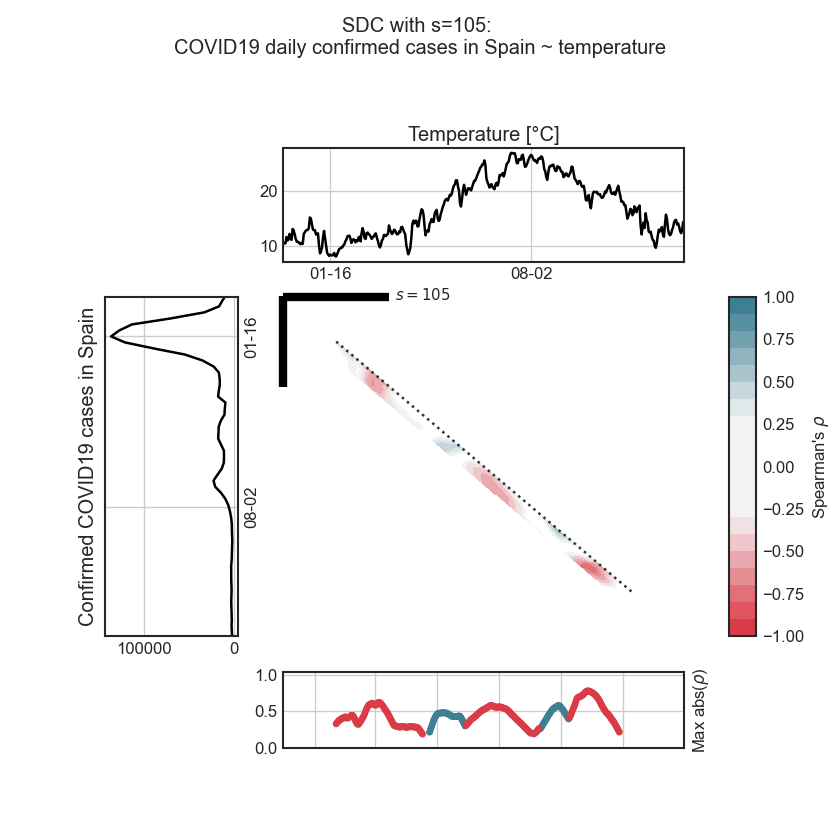 SDC with s=105:
COVID19 daily confirmed cases in Spain ~ temperature
Temperature [°C]
20
10
01-16
08-02
s = 105
Confirmed COVID19 cases in Spain
01-16
08-02
100000
0
1.00
0.75
0.50
0.25
0.00
−0.25
−0.50
−0.75
−1.00
Spearman's ρ
1.0
0.5
0.0
Max abs(ρ)